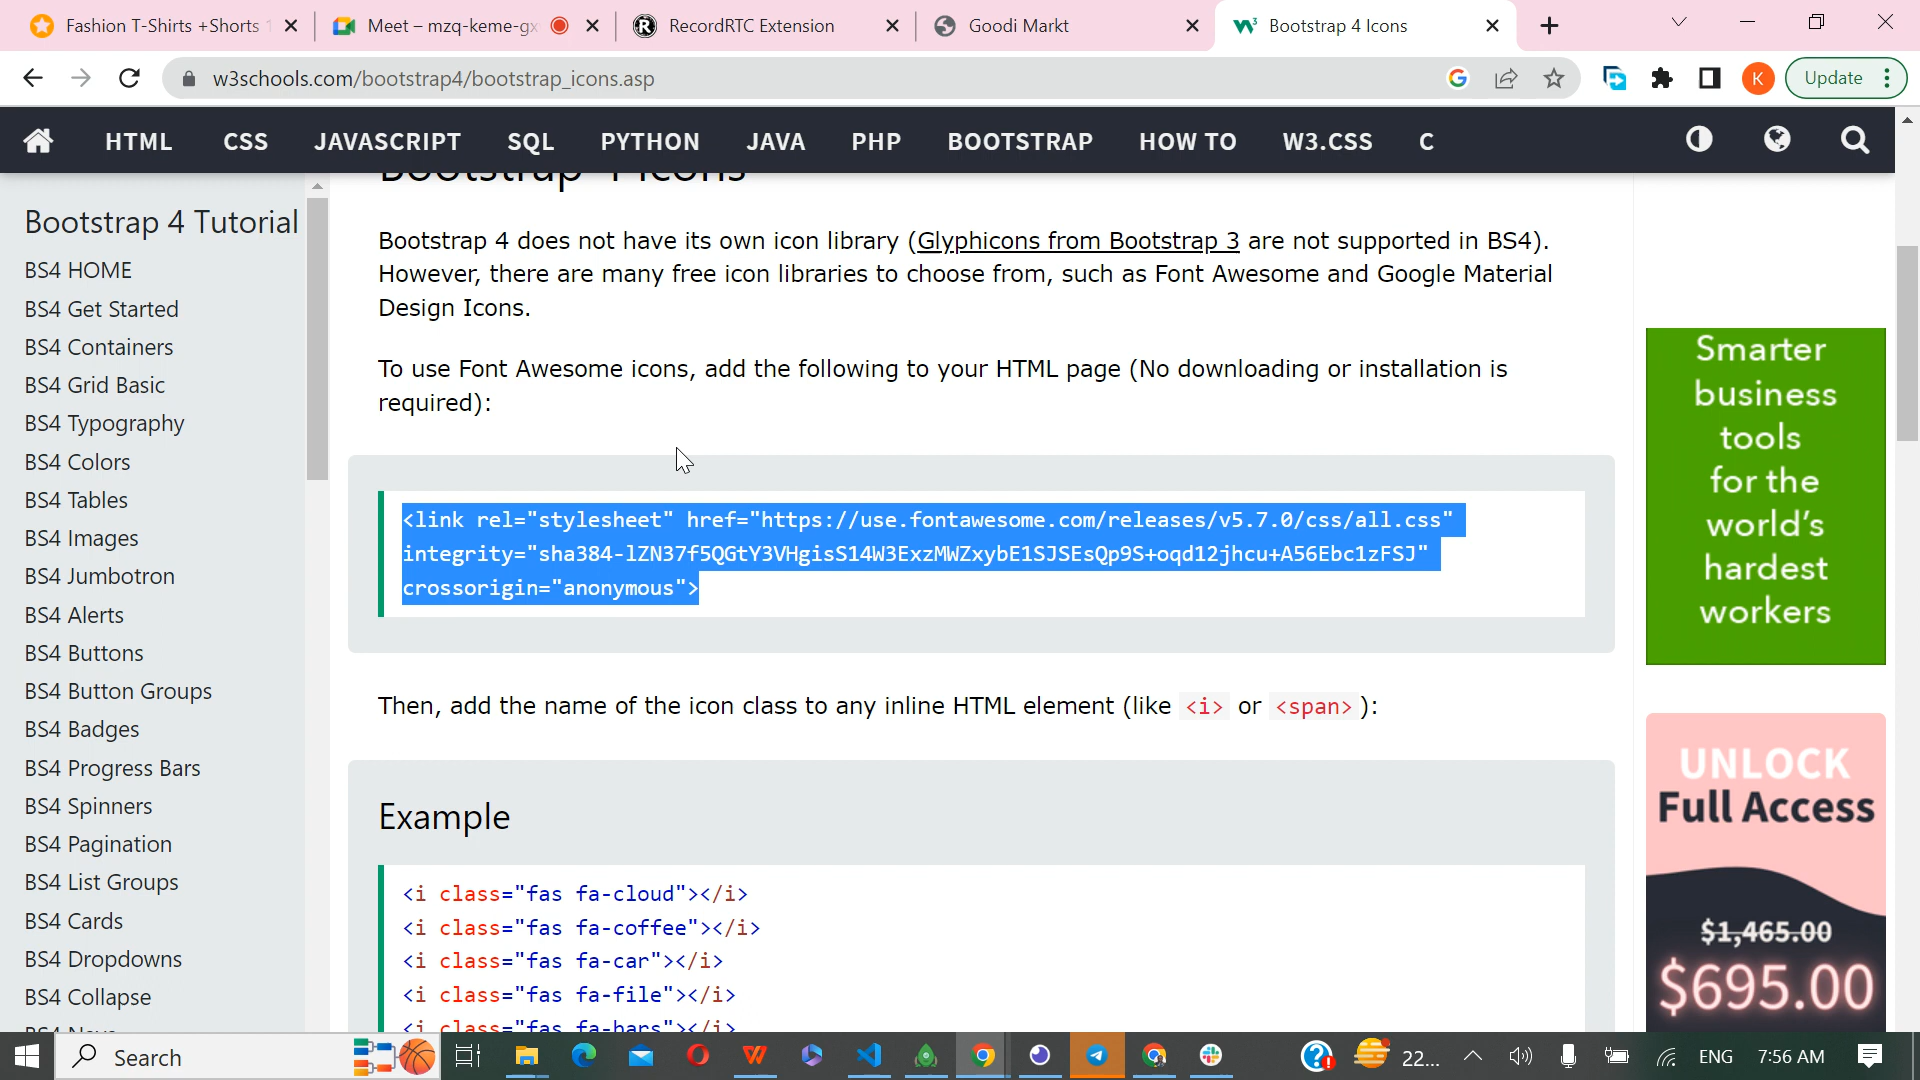 Fashion T-Shirts +Shorts 1
Meet – mzq-keme-gx
RecordRTC Extension
Goodi Markt
Bootstrap 4 Icons
w3schools.com/bootstrap4/bootstrap_icons.asp
K
Update
HTML
CSS
JAVASCRIPT
SQL
PYTHON
JAVA
PHP
BOOTSTRAP
HOW TO
W3.CSS
C
Bootstrap 4 Tutorial
BS4 HOME
BS4 Get Started
BS4 Containers
BS4 Grid Basic
BS4 Typography
BS4 Colors
BS4 Tables
BS4 Images
BS4 Jumbotron
BS4 Alerts
BS4 Buttons
BS4 Button Groups
BS4 Badges
BS4 Progress Bars
BS4 Spinners
BS4 Pagination
BS4 List Groups
BS4 Cards
BS4 Dropdowns
BS4 Collapse
BS4 Navs
Bootstrap 4 Icons
Bootstrap 4 does not have its own icon library (Glyphicons from Bootstrap 3 are not supported in BS4).
However, there are many free icon libraries to choose from, such as Font Awesome and Google Material
Design Icons.
To use Font Awesome icons, add the following to your HTML page (No downloading or installation is
required):
<link rel="stylesheet" href="https://use.fontawesome.com/releases/v5.7.0/css/all.css"
integrity="sha384-lZN37f5QGtY3VHgisS14W3ExzMWZxybE1SJSEsQp9S+oqd12jhcu+A56Ebc1zFSJ"
crossorigin="anonymous">
Then, add the name of the icon class to any inline HTML element (like <i> or <span>):
Example
<i class="fas fa-cloud"></i>
<i class="fas fa-coffee"></i>
<i class="fas fa-car"></i>
<i class="fas fa-file"></i>
<i class="fas fa-bars"></i>
Smarter
business
tools
for the
world's
hardest
workers
UNLOCK
Full Access
$1,465.00
$695.00
Search
22...
ENG
7:56 AM